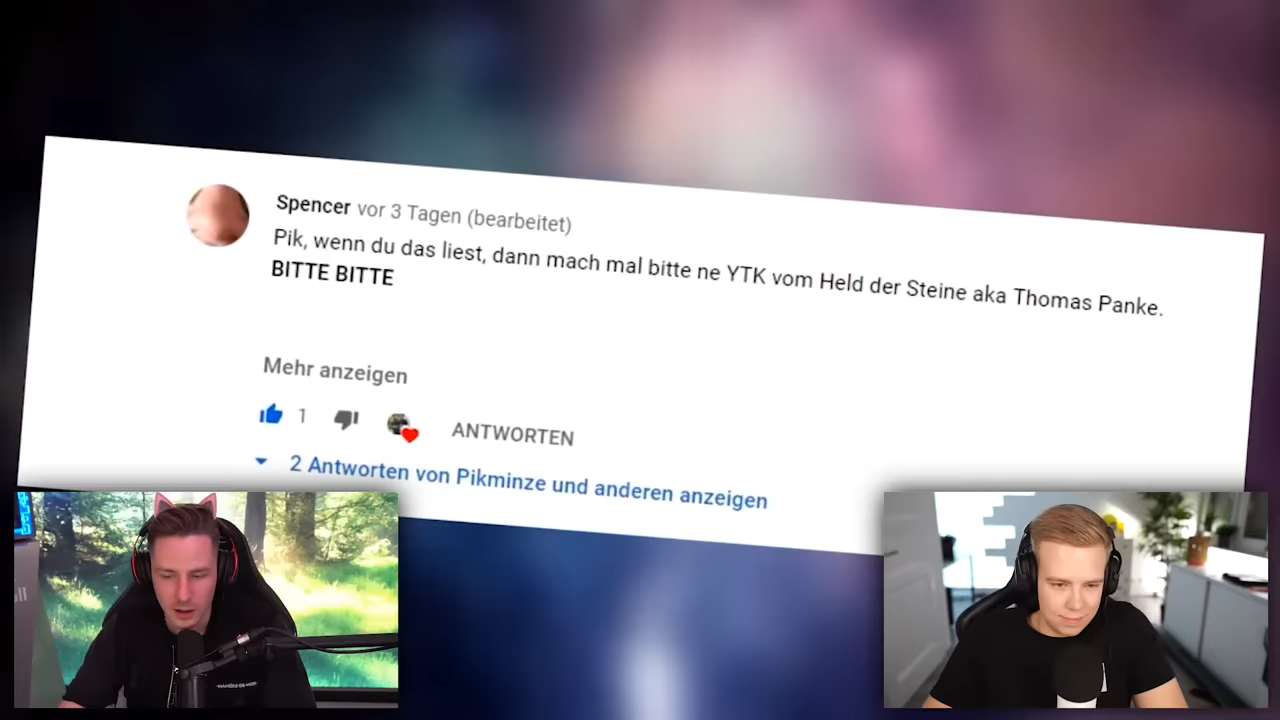 Spencer vor 3 Tagen (bearbeitet)
Pik, wenn du das liest, dann mach mal bitte ne YTK vom Held der Steine aka Thomas Panke.
BITTE BITTE
Mehr anzeigen
1
ANTWORTEN
2 Antworten von Pikminze und anderen anzeigen